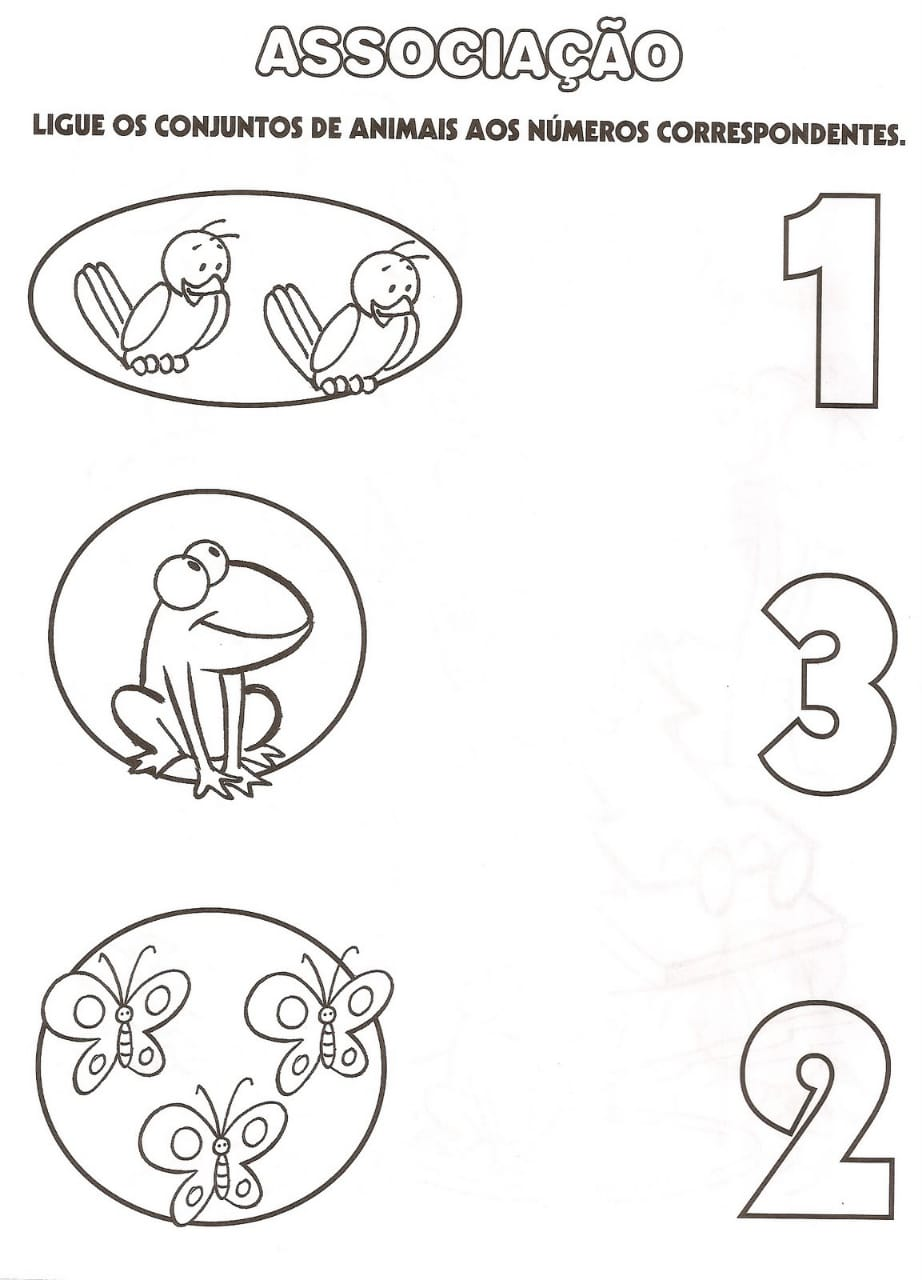 ASSOCIAÇÃO
LIGUE OS CONJUNTOS DE ANIMAIS AOS NÚMEROS CORRESPONDENTES.
1
3
2